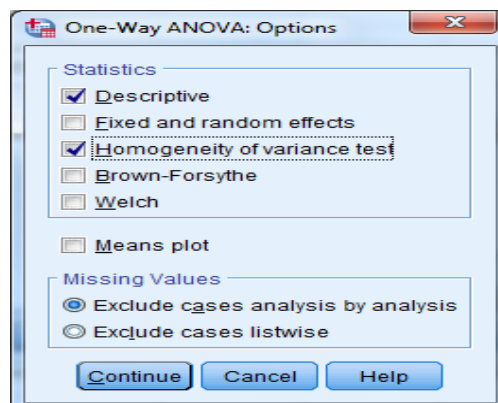 One-Way ANOVA: Options
Statistics
Descriptive
Fixed and random effects
Homogeneity of variance test
Brown-Forsythe
Welch
Means plot
Missing Values
Exclude cases analysis by analysis
Exclude cases listwise
Continue Cancel Help